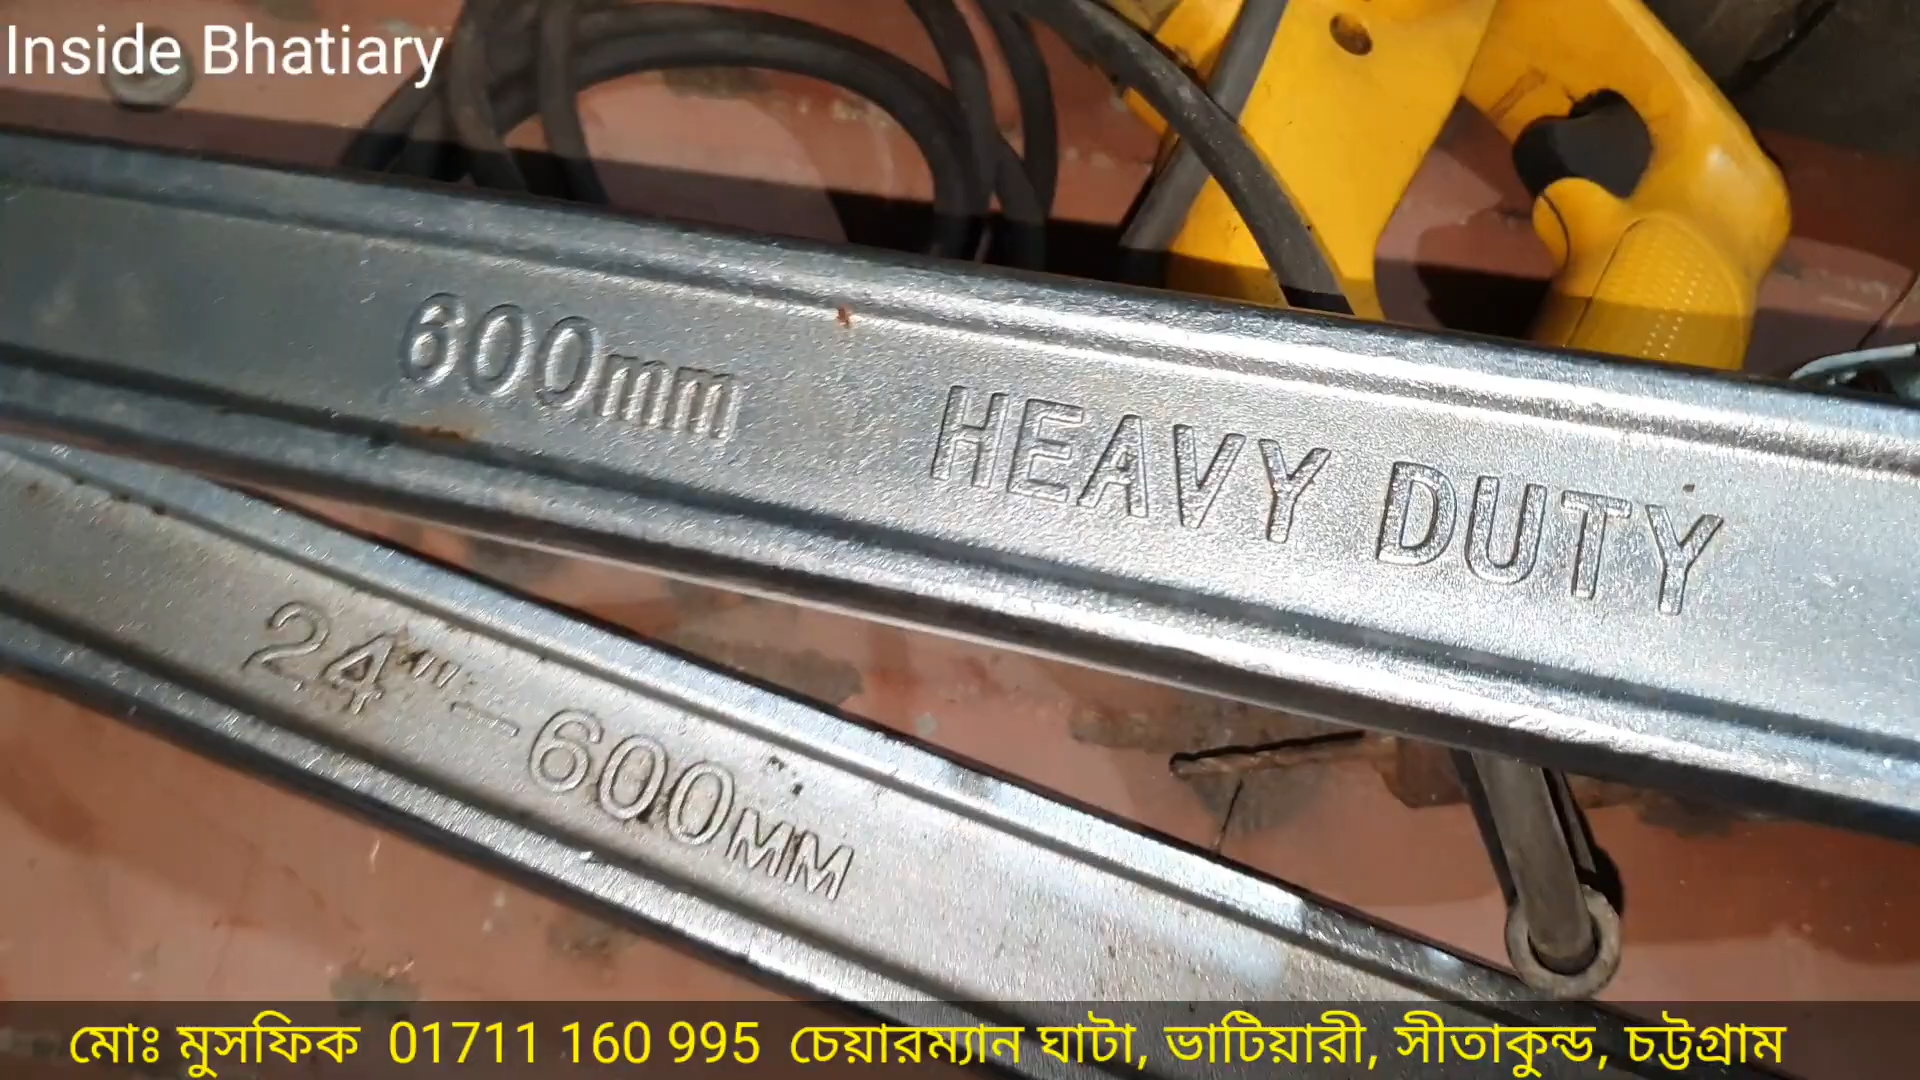 Inside Bhatiary
600mm HEAVY DUTY
24"-600MM
মোঃ মুসফিক 01711 160 995 চেয়ারম্যান ঘাটা, ভাটিয়ারী, সীতাকুন্ড, চট্টগ্রাম